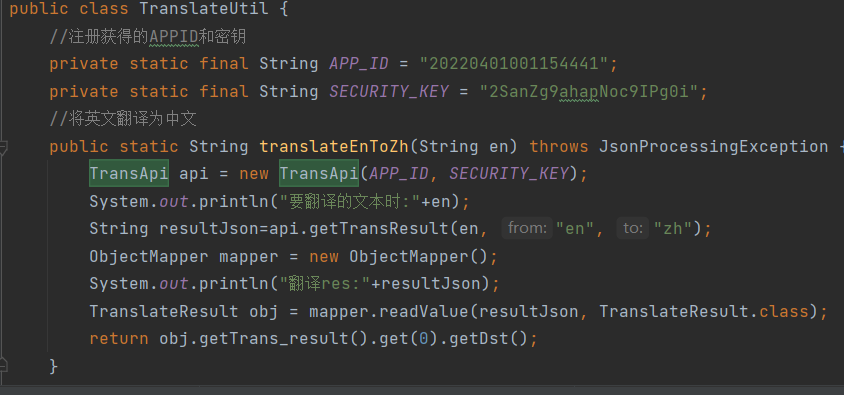 public class TranslateUtil {
//注册获得的APPID和密钥
private static final String APP_ID = "20220401001154441";
private static final String SECURITY_KEY = "2SanZg9ahapNoc9IPg0i";
//将英文翻译为中文
public static String translateEnToZh(String en) throws JsonProcessingException {
TransApi api = new TransApi(APP_ID, SECURITY_KEY);
System.out.println("要翻译的文本时:"+en);
String resultJson=api.getTransResult(en, from: "en", to: "zh");
ObjectMapper mapper = new ObjectMapper();
System.out.println("翻译res:"+resultJson);
TranslateResult obj = mapper.readValue(resultJson, TranslateResult.class);
return obj.getTrans_result().get(0).getDst();
}